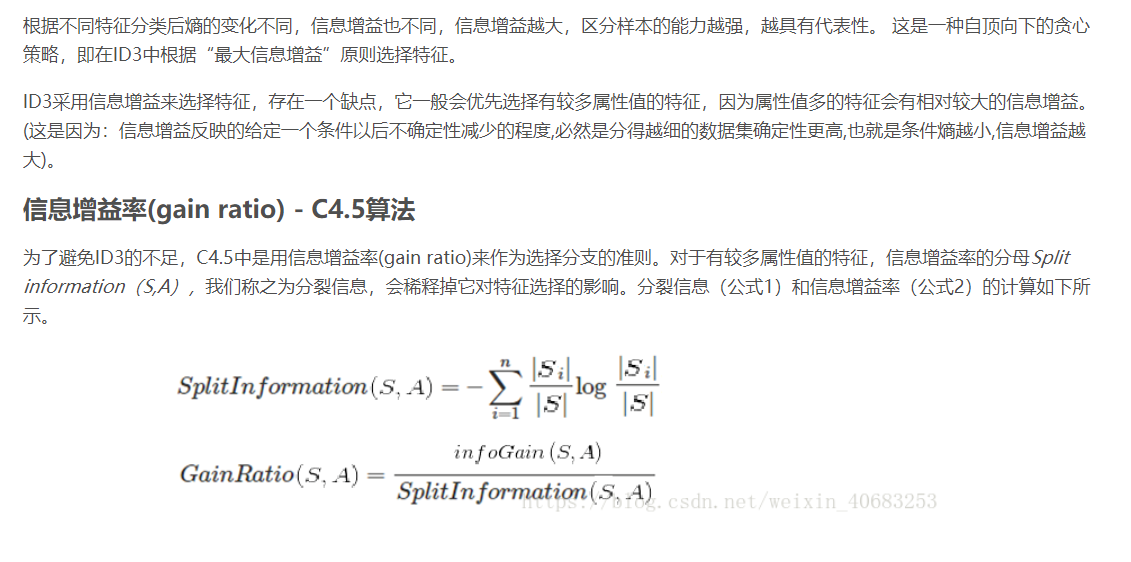 根据不同特征分类后熵的变化不同，信息增益也不同，信息增益越大，区分样本的能力越强，越具有代表性。 这是一种自顶向下的贪心
策略，即在ID3中根据“最大信息增益”原则选择特征。
ID3采用信息增益来选择特征，存在一个缺点，它一般会优先选择有较多属性值的特征，因为属性值多的特征会有相对较大的信息增益。
(这是因为：信息增益反映的给定一个条件以后不确定性减少的程度,必然是分得越细的数据集确定性更高,也就是条件熵越小,信息增益越
大)。
信息增益率(gain ratio) - C4.5算法
为了避免ID3的不足，C4.5中是用信息增益率(gain ratio)来作为选择分支的准则。对于有较多属性值的特征，信息增益率的分母Split
information（S,A），我们称之为分裂信息，会稀释掉它对特征选择的影响。分裂信息（公式1）和信息增益率（公式2）的计算如下所
示。
SplitInformation(S, A) = −∑_{i=1}^{n} |S_i|/|S| log |S_i|/|S|
GainRatio(S, A) = infoGain(S, A) / SplitInformation(S, A)
https://blog.csdn.net/weixin_40683253